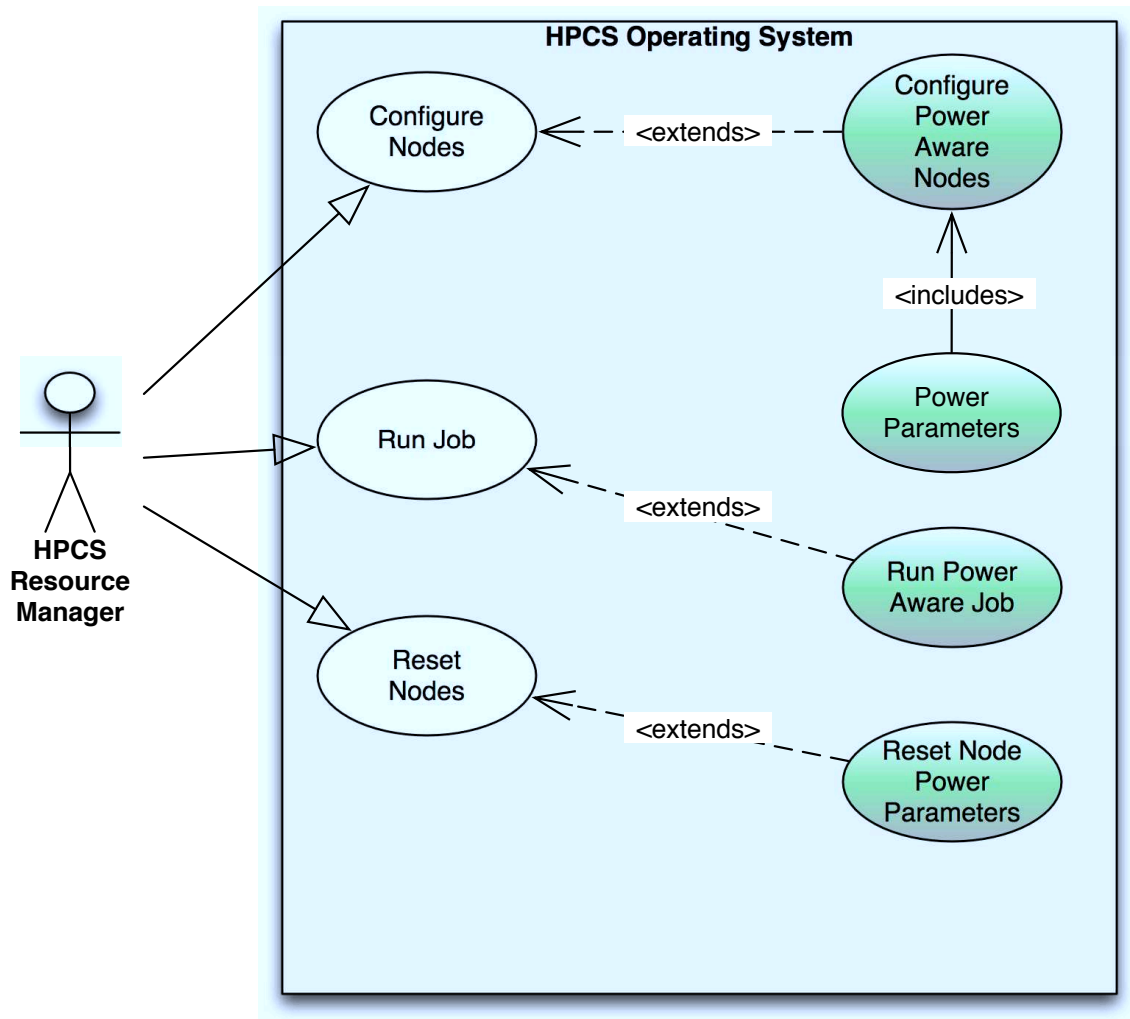 HPCS Operating System
Configure
Nodes
<extends>
Configure
Power
Aware
Nodes
<includes>
Power
Parameters
Run Job
<extends>
Run Power
Aware Job
HPCS
Resource
Manager
Reset
Nodes
<extends>
Reset Node
Power
Parameters